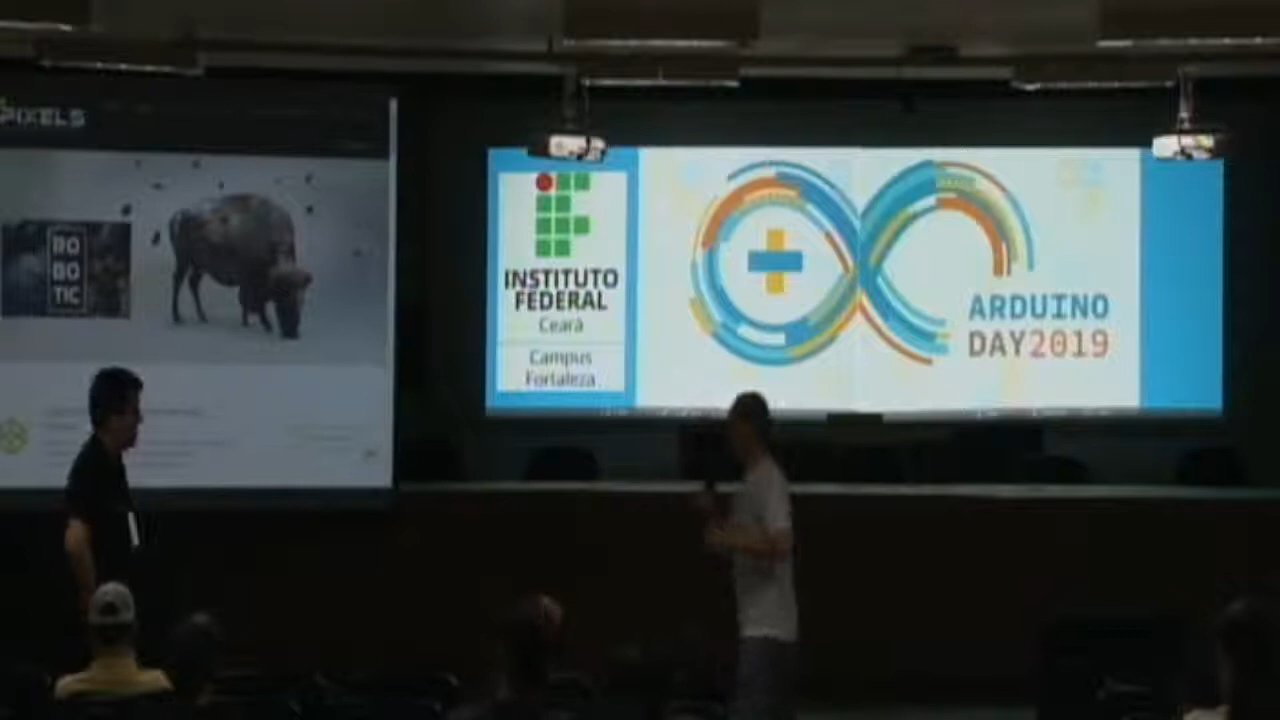 PIXELS
RO
BO
TIC
INSTITUTO
FEDERAL
Ceará
Campus
Fortaleza
ARDUINO
DAY2019